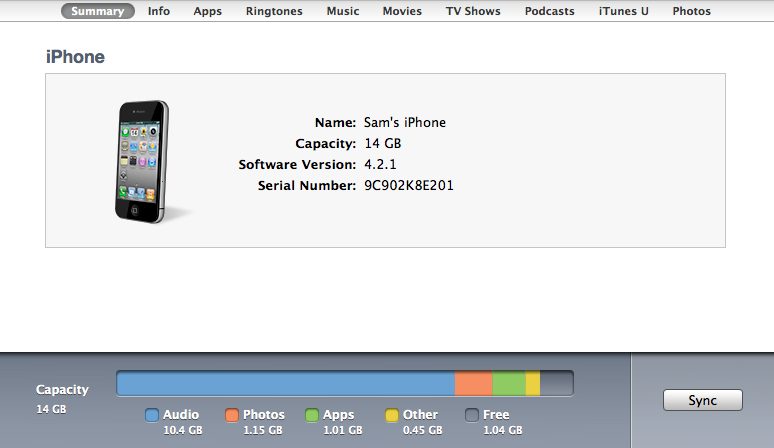 Summary Info Apps Ringtones Music Movies TV Shows Podcasts iTunes U Photos
iPhone
Name: Sam's iPhone
Capacity: 14 GB
Software Version: 4.2.1
Serial Number: 9C902K8E201
Capacity
14 GB
Audio Photos Apps Other Free
10.4 GB 1.15 GB 1.01 GB 0.45 GB 1.04 GB
Sync